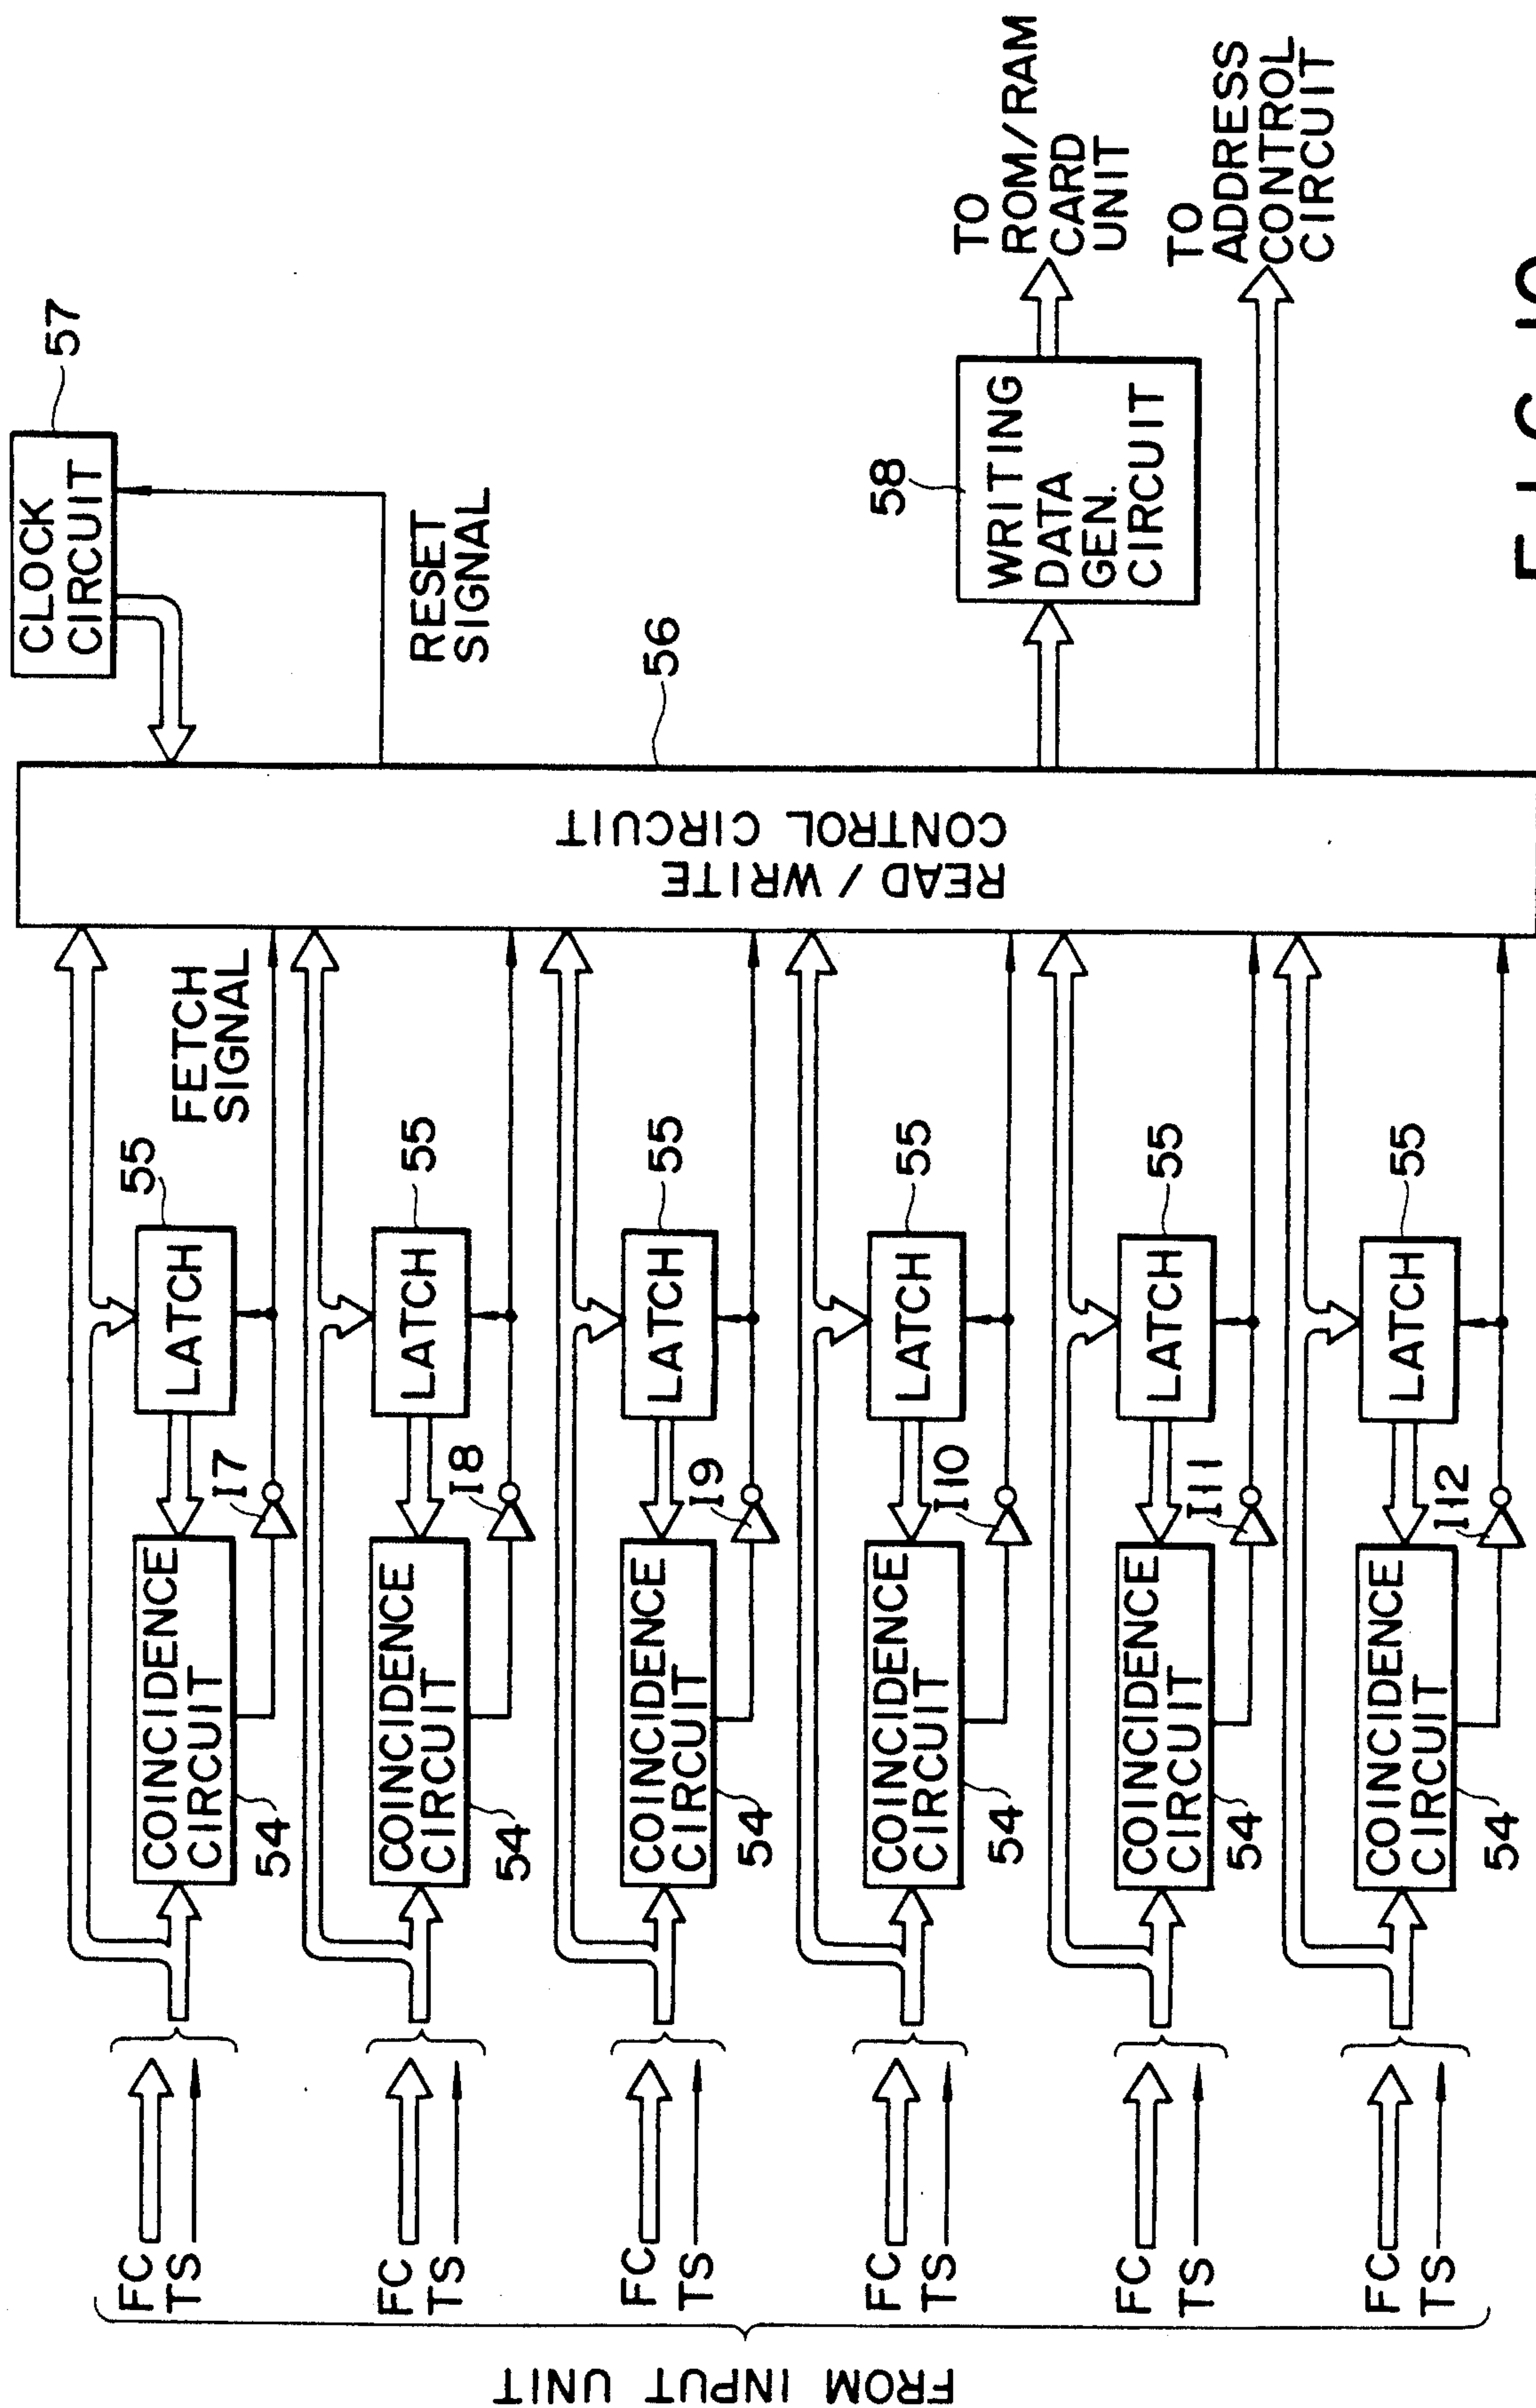 CLOCK
CIRCUIT
57
RESET
SIGNAL
56
READ / WRITE
CONTROL CIRCUIT
58
WRITING
DATA
GEN.
CIRCUIT
TO
ROM/RAM
CARD
UNIT
TO
ADDRESS
CONTROL
CIRCUIT
FROM INPUT UNIT
FC
TS
COINCIDENCE
CIRCUIT
54
I7
LATCH
55
FETCH
SIGNAL
FC
TS
COINCIDENCE
CIRCUIT
54
I8
LATCH
55
FC
TS
COINCIDENCE
CIRCUIT
54
I9
LATCH
55
FC
TS
COINCIDENCE
CIRCUIT
54
I10
LATCH
55
FC
TS
COINCIDENCE
CIRCUIT
54
I11
LATCH
55
FC
TS
COINCIDENCE
CIRCUIT
54
I12
LATCH
55